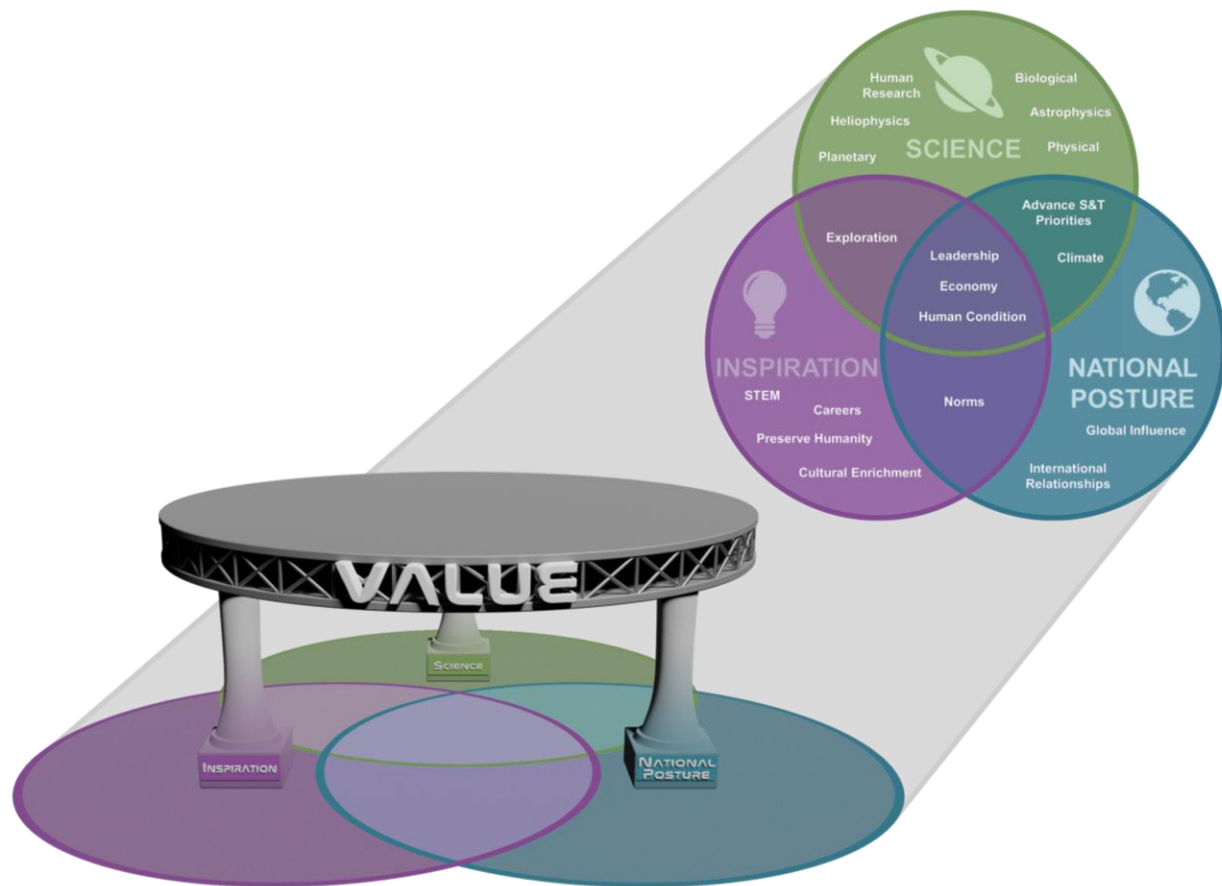 Human
Research
Biological
Heliophysics
Astrophysics
Planetary
SCIENCE
Physical
Advance S&T
Priorities
Exploration
Leadership
Climate
Economy
Human Condition
INSPIRATION
NATIONAL
POSTURE
STEM
Careers
Norms
Preserve Humanity
Global Influence
Cultural Enrichment
International
Relationships
VALUE
SCIENCE
INSPIRATION
NATIONAL
POSTURE